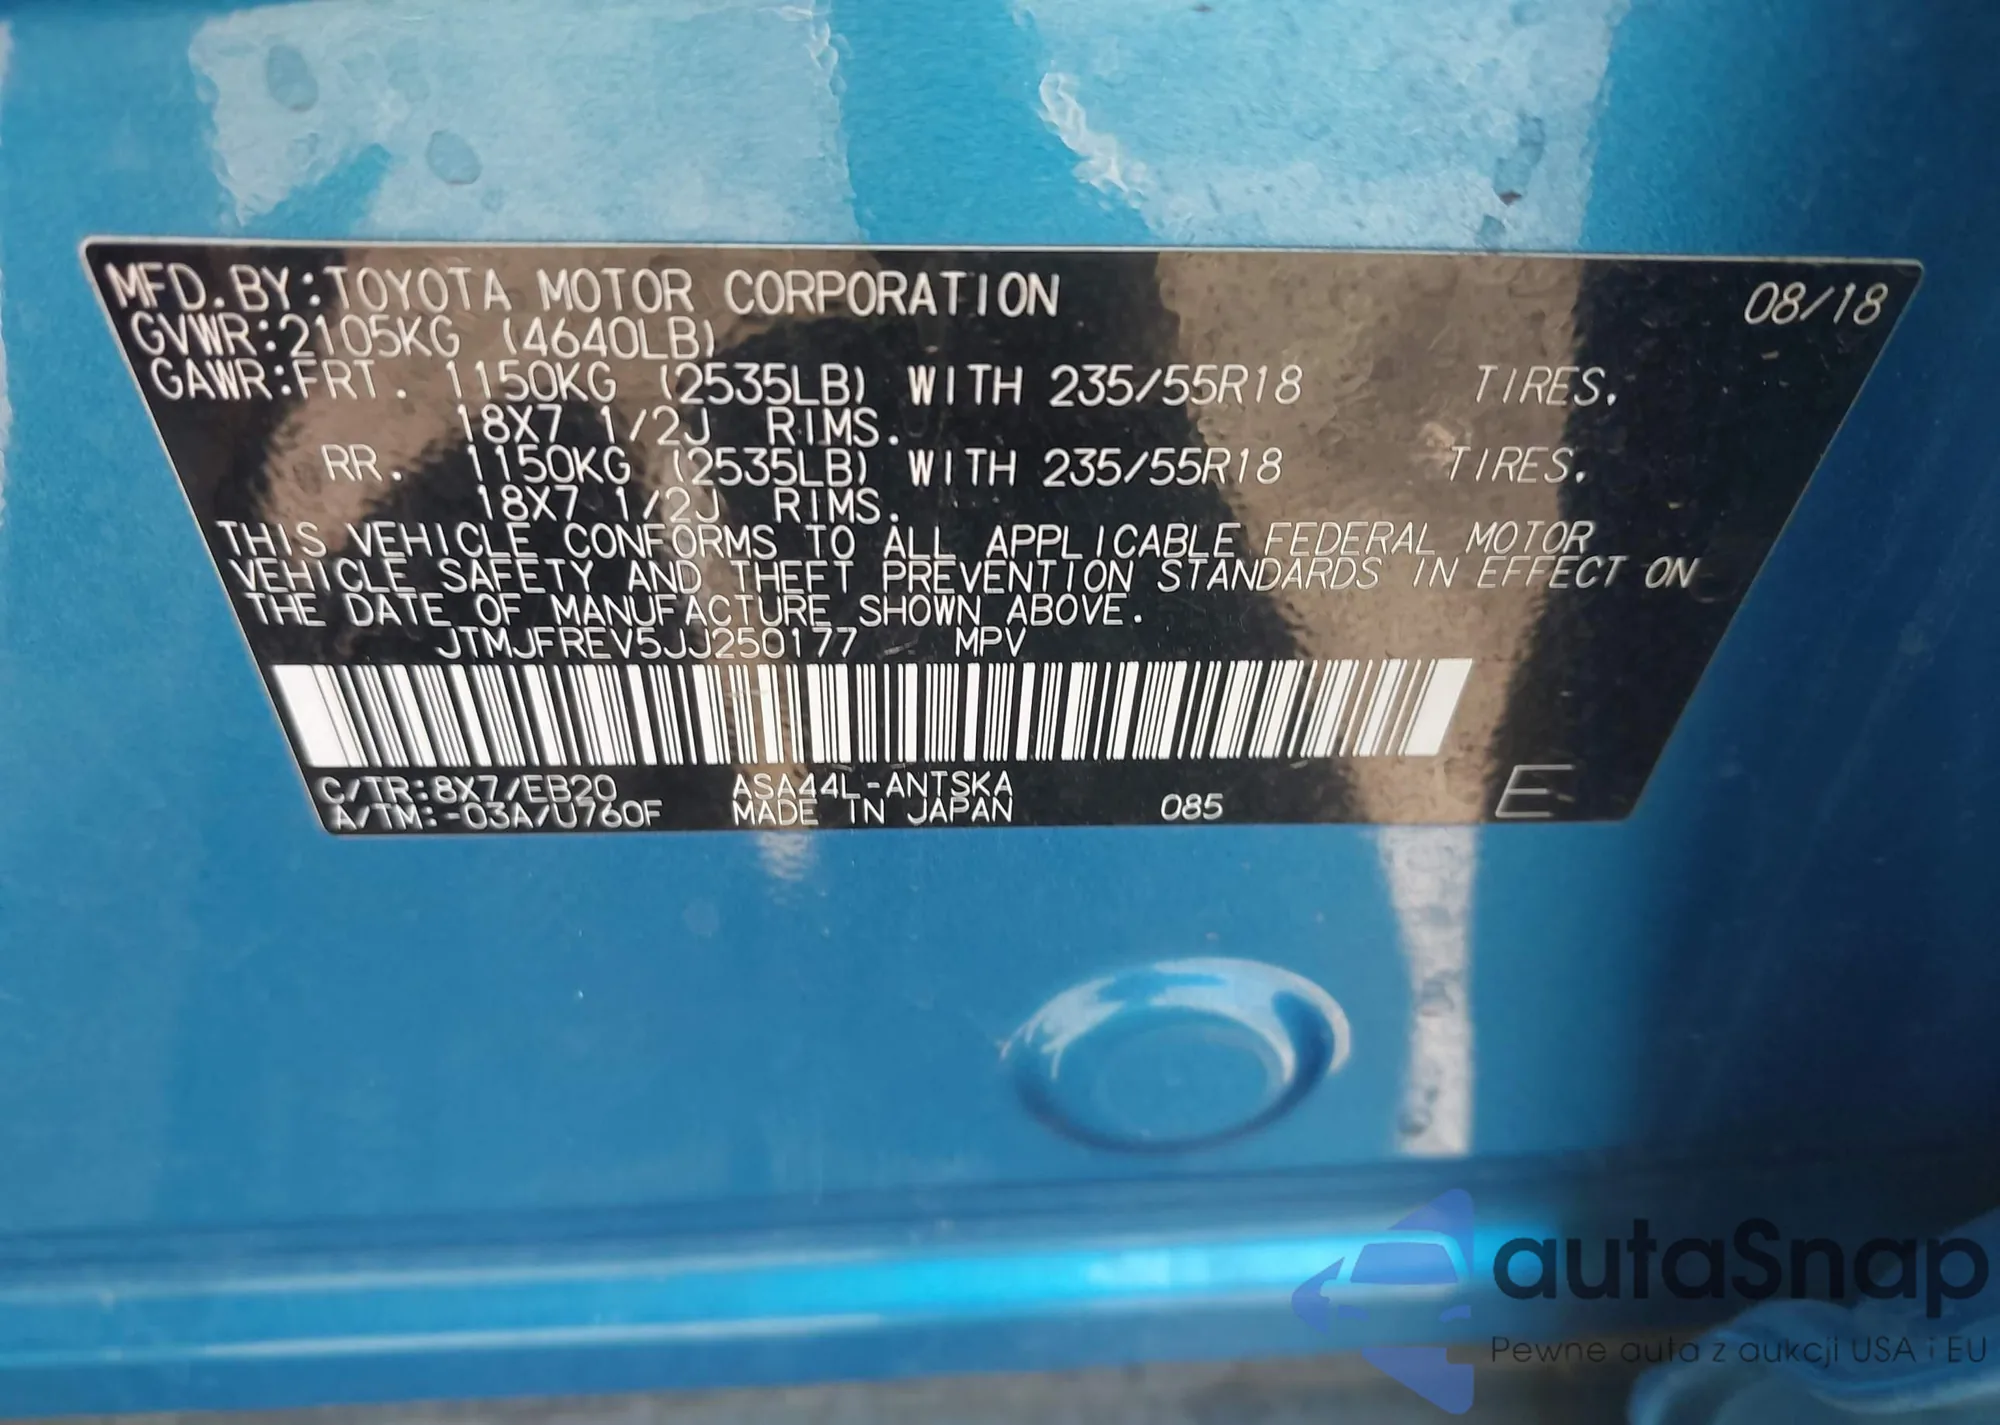 MFD.BY:TOYOTA MOTOR CORPORATION 08/18
GVWR:2105KG (4640LB)
GAWR:FRT. 1150KG (2535LB) WITH 235/55R18 TIRES.
18X7 1/2J RIMS.
RR. 1150KG (2535LB) WITH 235/55R18 TIRES.
18X7 1/2J RIMS.
THIS VEHICLE CONFORMS TO ALL APPLICABLE FEDERAL MOTOR
VEHICLE SAFETY AND THEFT PREVENTION STANDARDS IN EFFECT ON
THE DATE OF MANUFACTURE SHOWN ABOVE.
JTMJFREV5JJ250177 MPV
C/TR:8X7/EB20 ASA44L-ANTSKA
A/TM:-03A/U760F MADE IN JAPAN 085 E
autaSnap
Pewne auta z aukcji USA i EU